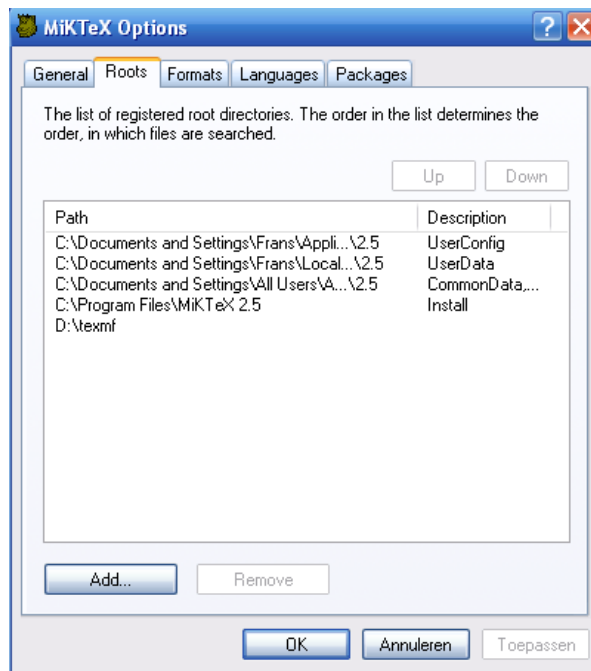 MiKTeX Options
General Roots Formats Languages Packages
The list of registered root directories. The order in the list determines the
order, in which files are searched.
Up Down
Path Description
C:\Documents and Settings\Frans\Appli...\2.5 UserConfig
C:\Documents and Settings\Frans\Local...\2.5 UserData
C:\Documents and Settings\All Users\A...\2.5 CommonData,...
C:\Program Files\MiKTeX 2.5 Install
D:\texmf
Add... Remove
OK Annuleren Toepassen